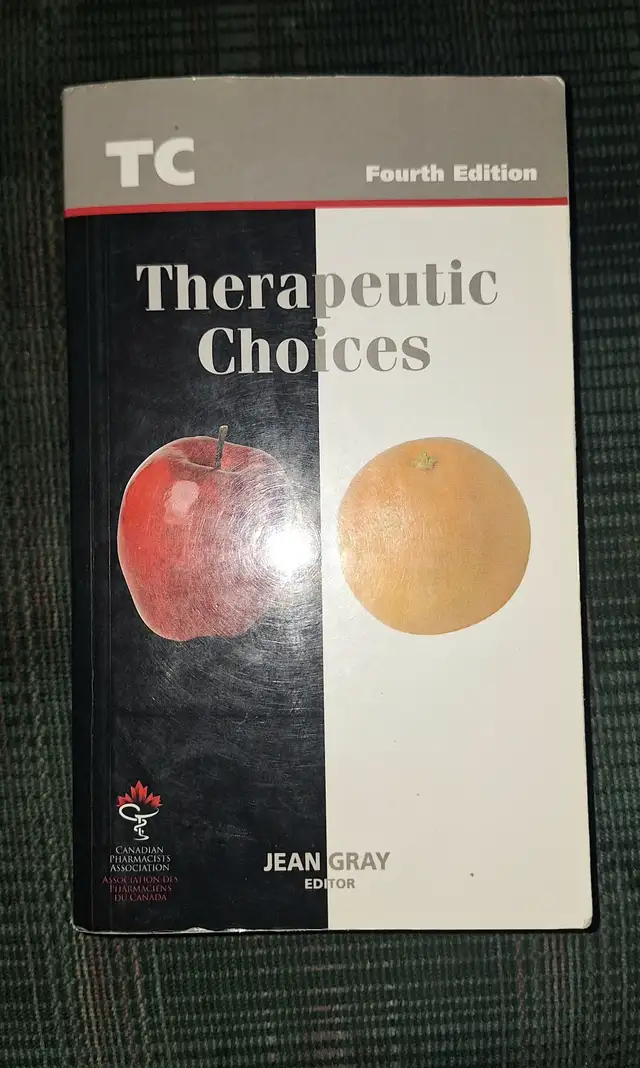 TC
Fourth Edition
Therapeutic
Choices
CANADIAN
PHARMACISTS
ASSOCIATION
ASSOCIATION DES
PHARMACIENS
DU CANADA
JEAN GRAY
EDITOR